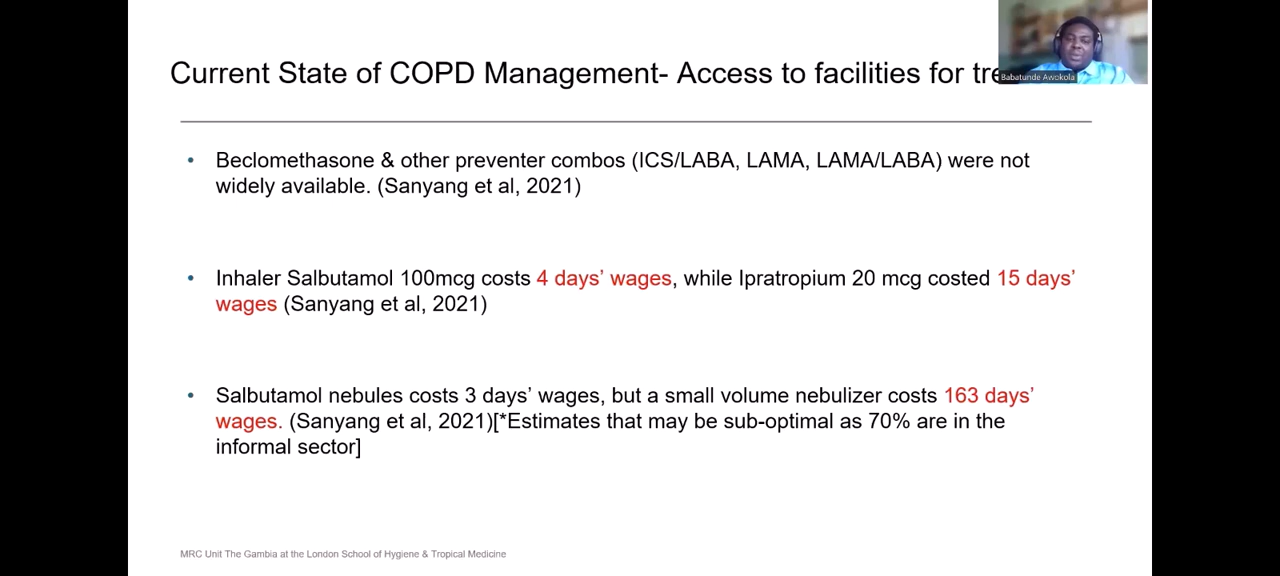 Current State of COPD Management- Access to facilities for tre
Babatunde Awokola
• Beclomethasone & other preventer combos (ICS/LABA, LAMA, LAMA/LABA) were not
widely available. (Sanyang et al, 2021)
• Inhaler Salbutamol 100mcg costs 4 days’ wages, while Ipratropium 20 mcg costed 15 days’
wages (Sanyang et al, 2021)
• Salbutamol nebules costs 3 days’ wages, but a small volume nebulizer costs 163 days’
wages. (Sanyang et al, 2021)[*Estimates that may be sub-optimal as 70% are in the
informal sector]
MRC Unit The Gambia at the London School of Hygiene & Tropical Medicine